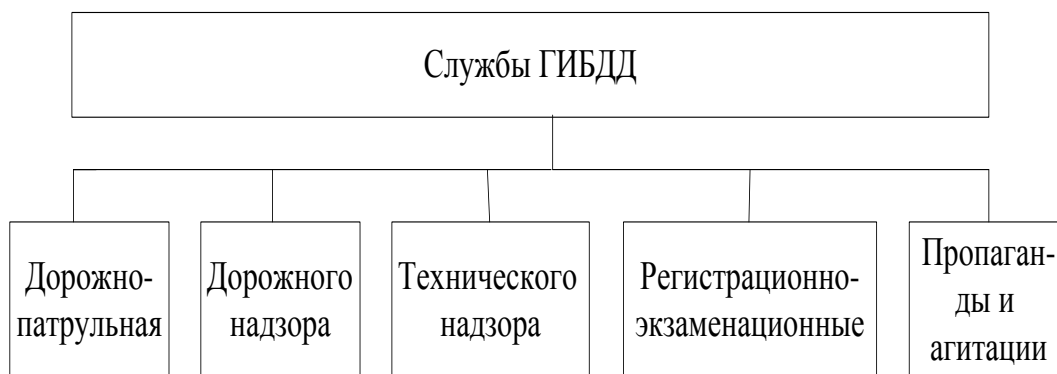 Службы ГИБДД
Дорожно-
патрульная
Дорожного
надзора
Технического
надзора
Регистрационно-
экзаменационные
Пропаган-
ды и
агитации